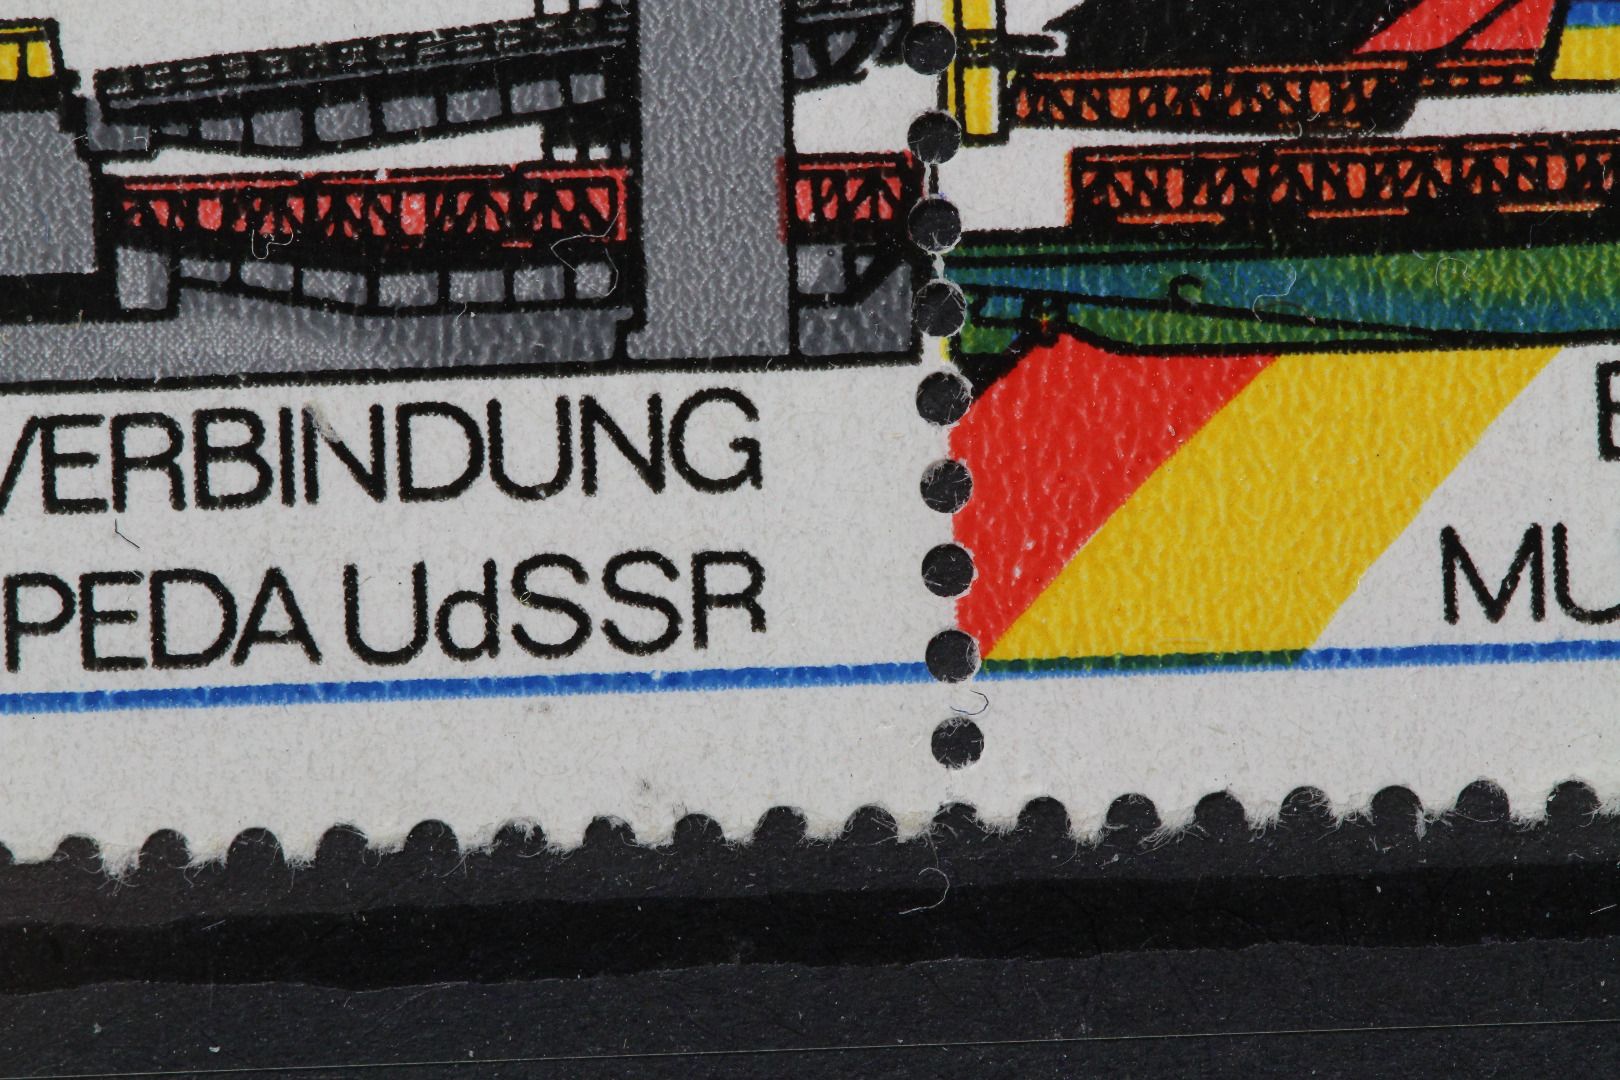 VERBINDUNG
PEDA UdSSR
MU